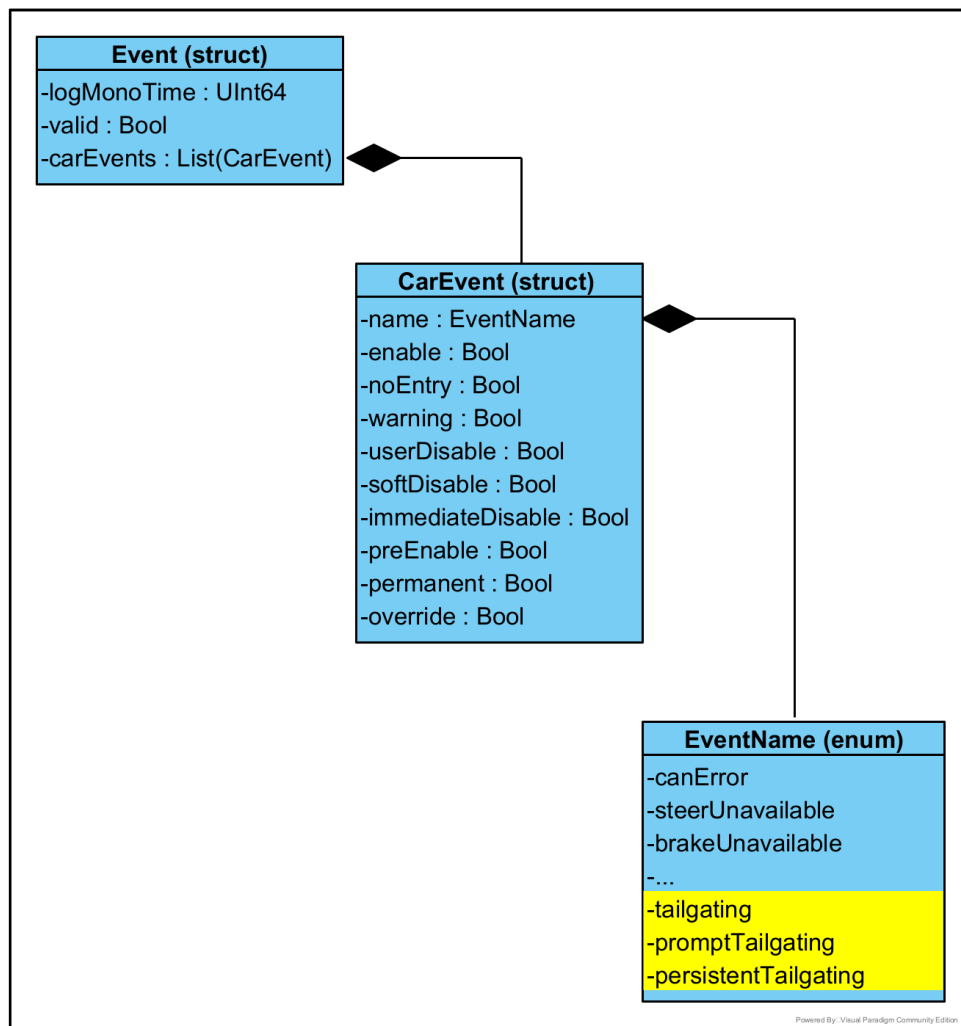 Event (struct)
-logMonoTime : UInt64
-valid : Bool
-carEvents : List(CarEvent)
CarEvent (struct)
-name : EventName
-enable : Bool
-noEntry : Bool
-warning : Bool
-userDisable : Bool
-softDisable : Bool
-immediateDisable : Bool
-preEnable : Bool
-permanent : Bool
-override : Bool
EventName (enum)
-canError
-steerUnavailable
-brakeUnavailable
-...
-tailgating
-promptTailgating
-persistentTailgating
Powered By: Visual Paradigm Community Edition